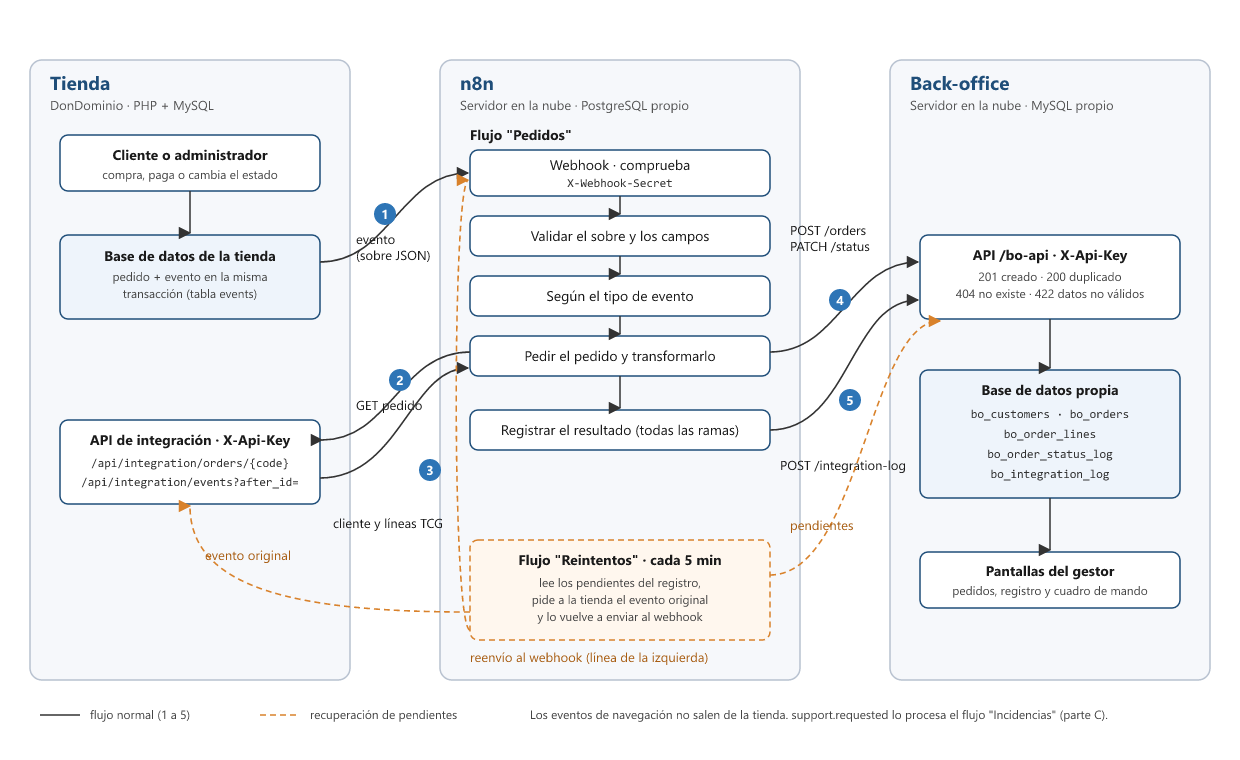 Tienda
DonDominio · PHP + MySQL
Cliente o administrador
compra, paga o cambia el estado
Base de datos de la tienda
pedido + evento en la misma
transacción (tabla events)
API de integración · X-Api-Key
/api/integration/orders/{code}
/api/integration/events?after_id=
evento original
1
evento
(sobre JSON)
2
GET pedido
3
cliente y líneas TCG
n8n
Servidor en la nube · PostgreSQL propio
Flujo "Pedidos"
Webhook · comprueba
X-Webhook-Secret
Validar el sobre y los campos
Según el tipo de evento
Pedir el pedido y transformarlo
Registrar el resultado (todas las ramas)
Flujo "Reintentos" · cada 5 min
lee los pendientes del registro,
pide a la tienda el evento original
y lo vuelve a enviar al webhook
reenvío al webhook (línea de la izquierda)
POST /orders
PATCH /status
4
5
POST /integration-log
pendientes
Back-office
Servidor en la nube · MySQL propio
API /bo-api · X-Api-Key
201 creado · 200 duplicado
404 no existe · 422 datos no válidos
Base de datos propia
bo_customers · bo_orders
bo_order_lines
bo_order_status_log
bo_integration_log
Pantallas del gestor
pedidos, registro y cuadro de mando
flujo normal (1 a 5)
recuperación de pendientes
Los eventos de navegación no salen de la tienda. support.requested lo procesa el flujo "Incidencias" (parte C).